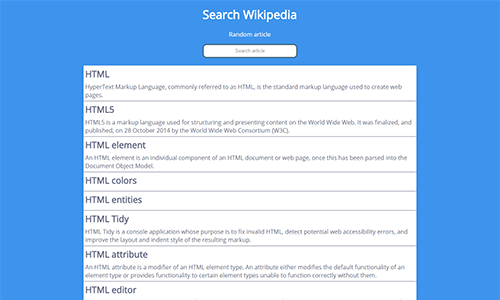 Search Wikipedia
Random article
Search article
HTML
HyperText Markup Language, commonly referred to as HTML, is the standard markup language used to create web
pages.
HTML5
HTML5 is a markup language used for structuring and presenting content on the World Wide Web. It was finalized, and
published, on 28 October 2014 by the World Wide Web Consortium (W3C).
HTML element
An HTML element is an individual component of an HTML document or web page, once this has been parsed into the
Document Object Model.
HTML colors
HTML entities
HTML Tidy
HTML Tidy is a console application whose purpose is to fix invalid HTML, detect potential web accessibility errors, and
improve the layout and indent style of the resulting markup.
HTML attribute
An HTML attribute is a modifier of an HTML element type. An attribute either modifies the default functionality of an
element type or provides functionality to certain element types unable to function correctly without them.
HTML editor